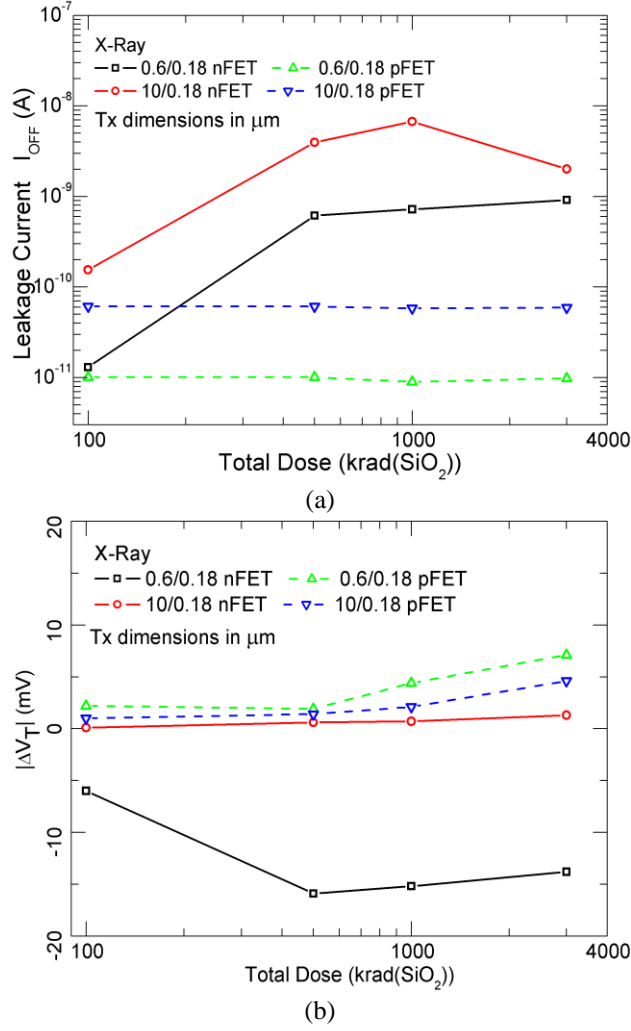 10⁻⁷
X-Ray
0.6/0.18 nFET 0.6/0.18 pFET
10/0.18 nFET 10/0.18 pFET
Tx dimensions in μm
10⁻⁸
10⁻⁹
10⁻¹⁰
10⁻¹¹
Leakage Current I_OFF (A)
100 1000 4000
Total Dose (krad(SiO₂))
(a)
20
X-Ray
0.6/0.18 nFET 0.6/0.18 pFET
10/0.18 nFET 10/0.18 pFET
Tx dimensions in μm
10
0
-10
-20
|ΔV_T| (mV)
100 1000 4000
Total Dose (krad(SiO₂))
(b)